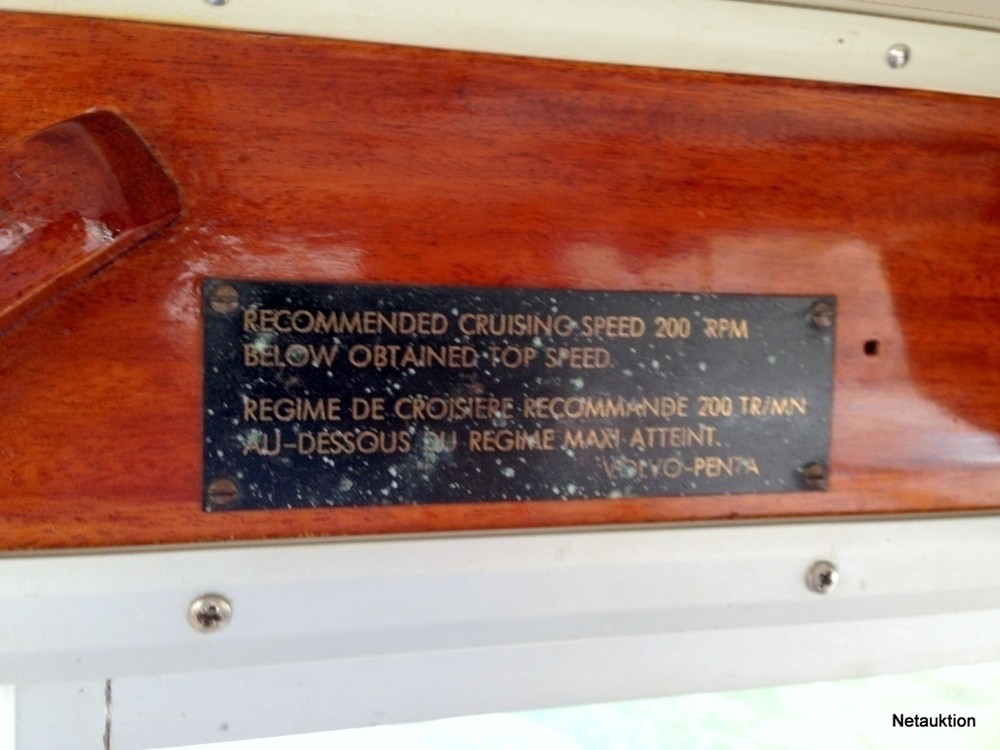 RECOMMENDED CRUISING SPEED 200 RPM
BELOW OBTAINED TOP SPEED.
REGIME DE CROISIERE RECOMMANDE 200 TR/MN
AU-DESSOUS DU REGIME MAXI ATTEINT.
VOLVO-PENTA
Netauktion